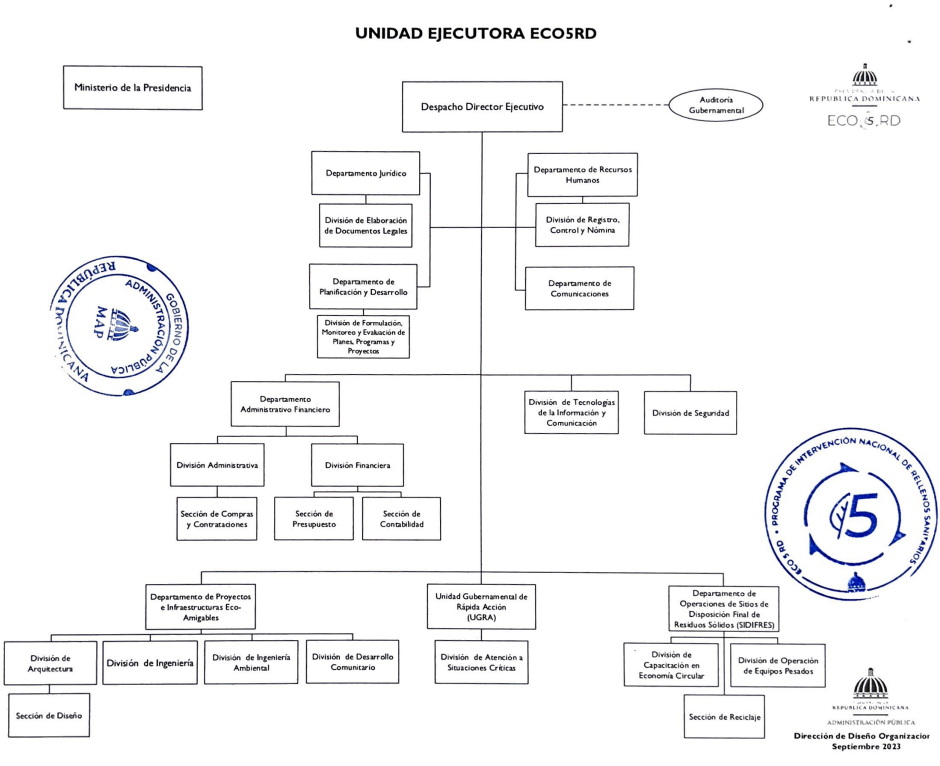 UNIDAD EJECUTORA ECO5RD
Ministerio de la Presidencia
Despacho Director Ejecutivo
Auditoría
Gubernamental
REPÚBLICA DOMINICANA
ECO 5 RD
Departamento Jurídico
Departamento de Recursos
Humanos
División de Elaboración
de Documentos Legales
División de Registro,
Control y Nómina
Departamento de
Planificación y Desarrollo
Departamento de
Comunicaciones
División de Formulación,
Monitoreo y Evaluación de
Planes, Programas y
Proyectos
GOBIERNO DE LA
REPÚBLICA DOMINICANA
ADMINISTRACIÓN PÚBLICA
MAP
Departamento
Administrativo Financiero
División de Tecnologías
de la Información y
Comunicación
División de Seguridad
División Administrativa
División Financiera
Sección de Compras
y Contrataciones
Sección de
Presupuesto
Sección de
Contabilidad
PROGRAMA DE INTERVENCIÓN NACIONAL DE RELLENOS SANITARIOS
ECO 5 RD
5
Departamento de Proyectos
e Infraestructuras Eco-
Amigables
Unidad Gubernamental de
Rápida Acción
(UGRA)
Departamento de
Operaciones de Sitios de
Disposición Final de
Residuos Sólidos (SIDIFRES)
División de
Arquitectura
División de Ingeniería
División de Ingeniería
Ambiental
División de Desarrollo
Comunitario
División de Atención a
Situaciones Críticas
División de
Capacitación en
Economía Circular
División de Operación
de Equipos Pesados
Sección de Diseño
Sección de Reciclaje
REPÚBLICA DOMINICANA
ADMINISTRACIÓN PÚBLICA
Dirección de Diseño Organizacion
Septiembre 2023